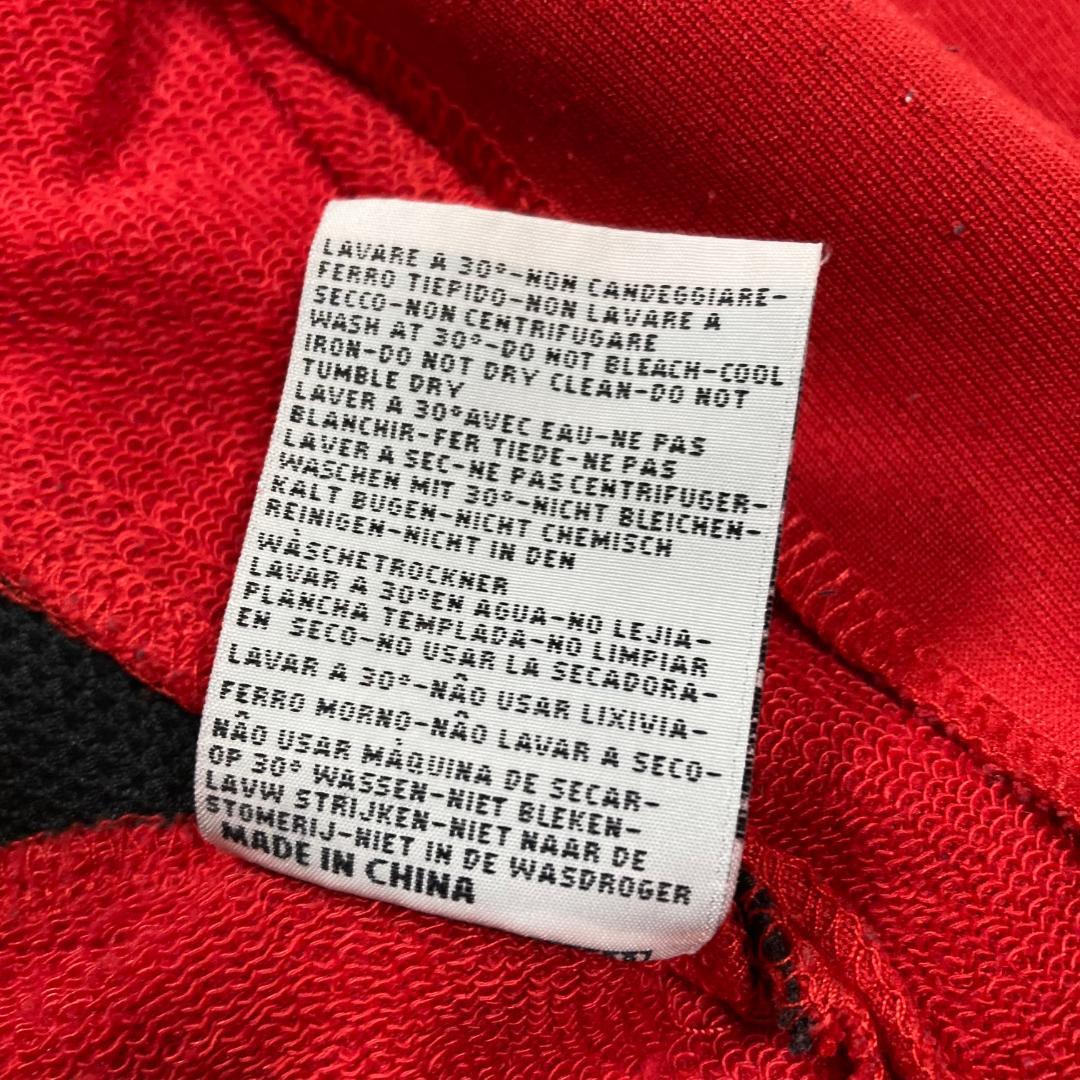 LAVARE A 30°-NON CANDEGGIARE-
FERRO TIEPIDO-NON LAVARE A
SECCO-NON CENTRIFUGARE
WASH AT 30°-DO NOT BLEACH-COOL
IRON-DO NOT DRY CLEAN-DO NOT
TUMBLE DRY
LAVER A 30°AVEC EAU-NE PAS
BLANCHIR-FER TIEDE-NE PAS
LAVER A SEC-NE PAS CENTRIFUGER-
WASCHEN MIT 30°-NICHT BLEICHEN-
KALT BUGEN-NICHT CHEMISCH
REINIGEN-NICHT IN DEN
WÀSCHETROCKNER
LAVAR A 30°EN AGUA-NO LEJIA-
PLANCHA TEMPLADA-NO LIMPIAR
EN SECO-NO USAR LA SECADORA-
LAVAR A 30°-NÂO USAR LIXIVIA-
FERRO MORNO-NÂO LAVAR A SECO-
NÂO USAR MÀQUINA DE SECAR-
OP 30° WASSEN-NIET BLEKEN-
LAVW STRIJKEN-NIET NAAR DE
STOMERIJ-NIET IN DE WASDROGER
MADE IN CHINA